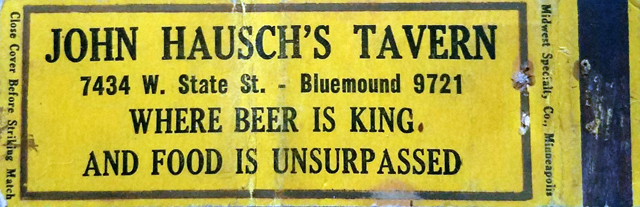 Close Cover Before Striking Match
JOHN HAUSCH'S TAVERN
7434 W. State St. - Bluemound 9721
WHERE BEER IS KING.
AND FOOD IS UNSURPASSED
Midwest Specialty Co., Minneapolis